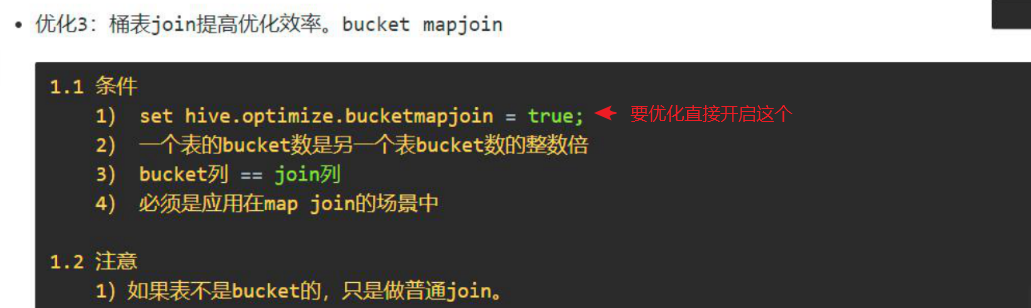 • 优化3：桶表join提高优化效率。bucket mapjoin
1.1 条件
1） set hive.optimize.bucketmapjoin = true; 要优化直接开启这个
2） 一个表的bucket数是另一个表bucket数的整数倍
3） bucket列 == join列
4） 必须是应用在map join的场景中
1.2 注意
1）如果表不是bucket的，只是做普通join。